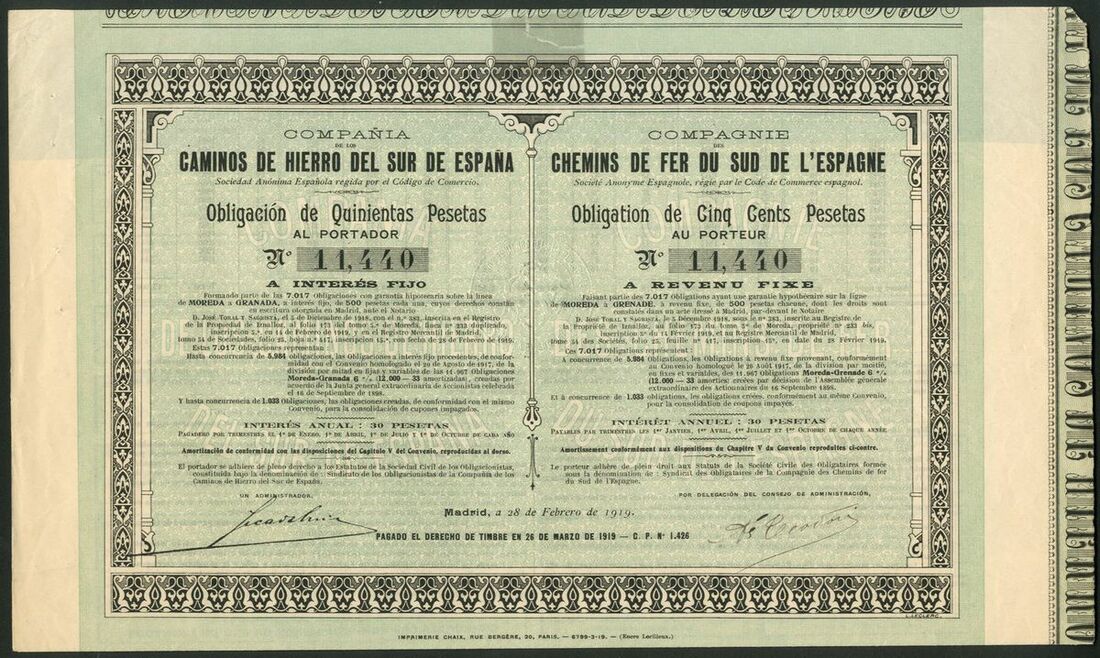 COMPAÑIA
DE LOS
CAMINOS DE HIERRO DEL SUR DE ESPAÑA
Sociedad Anónima Española regida por el Código de Comercio.
Obligación de Quinientas Pesetas
AL PORTADOR
Nº 11,440
A INTERÉS FIJO
Formando parte de las 7.017 Obligaciones con garantía hipotecaria sobre la línea
de MOREDA a GRANADA, a interés fijo, de 500 pesetas cada una, cuyos derechos constan
en escritura otorgada en Madrid, ante el Notario
D. JOSÉ TORAL Y SAGRISTA, el 5 de Diciembre de 1918, con el n.º 383, inscrita en el Registro
de la Propiedad de Iznalloz, al folio 173 del tomo 5.º de Moreda, finca nº 233 duplicado,
inscripcion 5.ª, en 14 de Febrero de 1919, y en el Registro Mercantil de Madrid,
tomo 54 de Sociedades, folio 25, hoja n.º 417, inscripción 15.ª, con fecha de 28 de Febrero de 1919.
Estas 7.017 Obligaciones representan :
Hasta concurrencia de 5.984 obligaciones, las Obligaciones a interés fijo procedentes, de confor-
midad con el Convenio homologado el 20 de Agosto de 1917, de la
división por mitad en fijas y variables de las 11.967 Obligaciones
Moreda-Granada 6 % (12.000 — 33 amortizadas), creadas por
acuerdo de la Junta general extraordinaria de Accionistas celebrada
el 16 de Septiembre de 1898.
Y hasta concurrencia de 1.033 obligaciones, las obligaciones creadas, de conformidad con el mismo
Convenio, para la consolidación de cupones impagados.
INTERÉS ANUAL : 30 PESETAS
PAGADERO POR TRIMESTRES EL 1º DE ENERO, 1º DE ABRIL, 1º DE JULIO Y 1º DE OCTUBRE DE CADA AÑO
Amortización de conformidad con las disposiciones del Capítulo V del Convenio, reproducidas al dorso.
El portador se adhiere de pleno derecho a los Estatutos de la Sociedad Civil de los Obligacionistas,
constituída bajo la denominación de : Sindicato de los Obligacionistas de la Compañía de los
Caminos de Hierro del Sur de España.
UN ADMINISTRADOR,
COMPAGNIE
DES
CHEMINS DE FER DU SUD DE L'ESPAGNE
Société Anonyme Espagnole, régie par le Code de Commerce espagnol.
Obligation de Cinq Cents Pesetas
AU PORTEUR
Nº 11,440
A REVENU FIXE
Faisant partie des 7.017 Obligations ayant une garantie hypothécaire sur la ligne
de MOREDA à GRENADE, à revenu fixe, de 500 pesetas chacune, dont les droits sont
constatés dans un acte dressé à Madrid, par-devant le Notaire
D. JOSÉ TORAL Y SAGRISTA, le 5 Décembre 1918, sous le nº 383, inscrite au Registre de
la Propriété de Iznalloz, au folio 173 du tome 5º de Moreda, propriété nº 233 bis,
inscription 5ª du 14 Février 1919, et au Registre Mercantil de Madrid,
tome 54 des Sociétés, folio 25, feuille nº 417, inscription 15ª, en date du 28 Février 1919.
Ces 7.017 Obligations représentent :
A concurrence de 5.984 Obligations, les Obligations à revenu fixe provenant, conformément
au Convenio homologué le 20 Août 1917, de la division par moitié,
en fixes et variables, des 11.967 Obligations Moreda-Grenade 6 %
(12.000 — 33 amorties) créées par décision de l'Assemblée générale
extraordinaire des Actionnaires du 16 Septembre 1898.
Et à concurrence de 1.033 obligations, les obligations créées, conformément au même Convenio,
pour la consolidation de coupons impayés.
INTÉRÊT ANNUEL : 30 PESETAS
PAYABLES PAR TRIMESTRES LES 1er JANVIER, 1er AVRIL, 1er JUILLET ET 1er OCTOBRE DE CHAQUE ANNÉE
Amortissement conformément aux dispositions du Chapitre V du Convenio reproduites ci-contre.
Le porteur adhère de plein droit aux Statuts de la Société Civile des Obligataires formée
sous la dénomination de : Syndicat des Obligataires de la Compagnie des Chemins de fer
du Sud de l'Espagne.
POR DELEGACIÓN DEL CONSEJO DE ADMINISTRACIÓN,
Madrid, a 28 de Febrero de 1919.
PAGADO EL DERECHO DE TIMBRE EN 26 DE MARZO DE 1919 — C. P. Nº 1.426
L. LECLERC.
IMPRIMERIE CHAIX, RUE BERGÈRE, 20, PARIS. — 6799-3-19. — (Encre Lorilleux.)